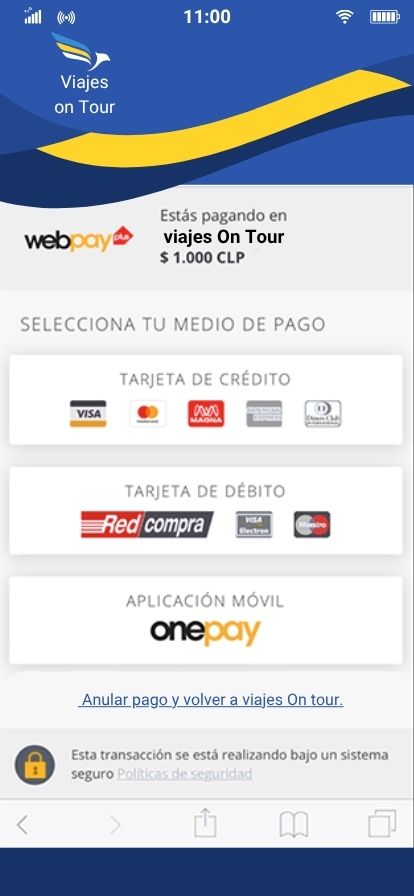 11:00
Viajes
on Tour
Estás pagando en
webpay plus
viajes On Tour
$ 1.000 CLP
SELECCIONA TU MEDIO DE PAGO
TARJETA DE CRÉDITO
VISA mastercard MAGNA AMERICAN EXPRESS Diners Club
TARJETA DE DÉBITO
Redcompra VISA Electron Maestro
APLICACIÓN MÓVIL
onepay
Anular pago y volver a viajes On tour.
Esta transacción se está realizando bajo un sistema
seguro Políticas de seguridad